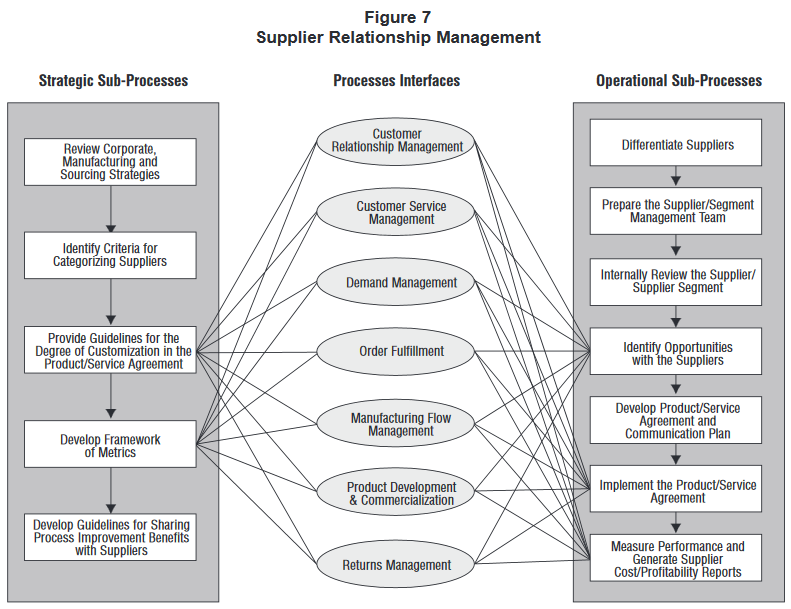 Figure 7
Supplier Relationship Management
Strategic Sub-Processes
Processes Interfaces
Operational Sub-Processes
Review Corporate,
Manufacturing and
Sourcing Strategies
Identify Criteria for
Categorizing Suppliers
Provide Guidelines for the
Degree of Customization in the
Product/Service Agreement
Develop Framework
of Metrics
Develop Guidelines for Sharing
Process Improvement Benefits
with Suppliers
Customer
Relationship Management
Customer Service
Management
Demand Management
Order Fulfillment
Manufacturing Flow
Management
Product Development
& Commercialization
Returns Management
Differentiate Suppliers
Prepare the Supplier/Segment
Management Team
Internally Review the Supplier/
Supplier Segment
Identify Opportunities
with the Suppliers
Develop Product/Service
Agreement and
Communication Plan
Implement the Product/Service
Agreement
Measure Performance and
Generate Supplier
Cost/Profitability Reports